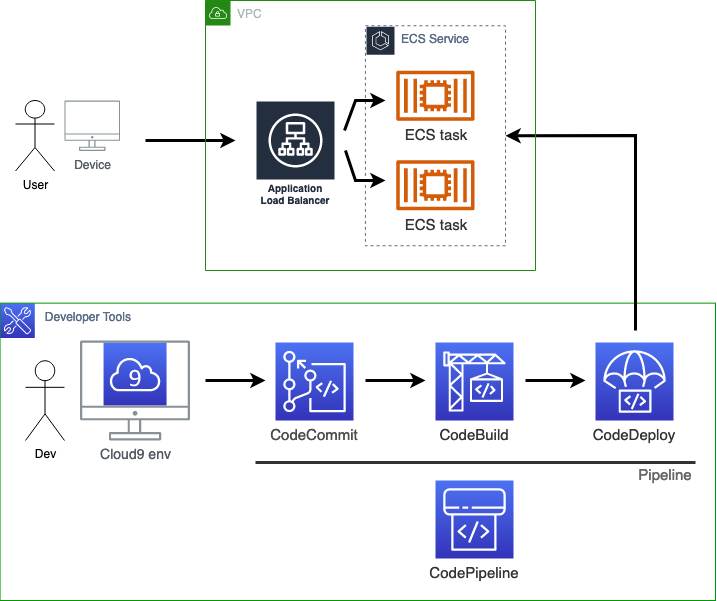 VPC
ECS Service
ECS task
Device
User
Application
Load Balancer
ECS task
Developer Tools
9
Dev
Cloud9 env
</>
CodeCommit
</>
CodeBuild
</>
CodeDeploy
Pipeline
</>
CodePipeline